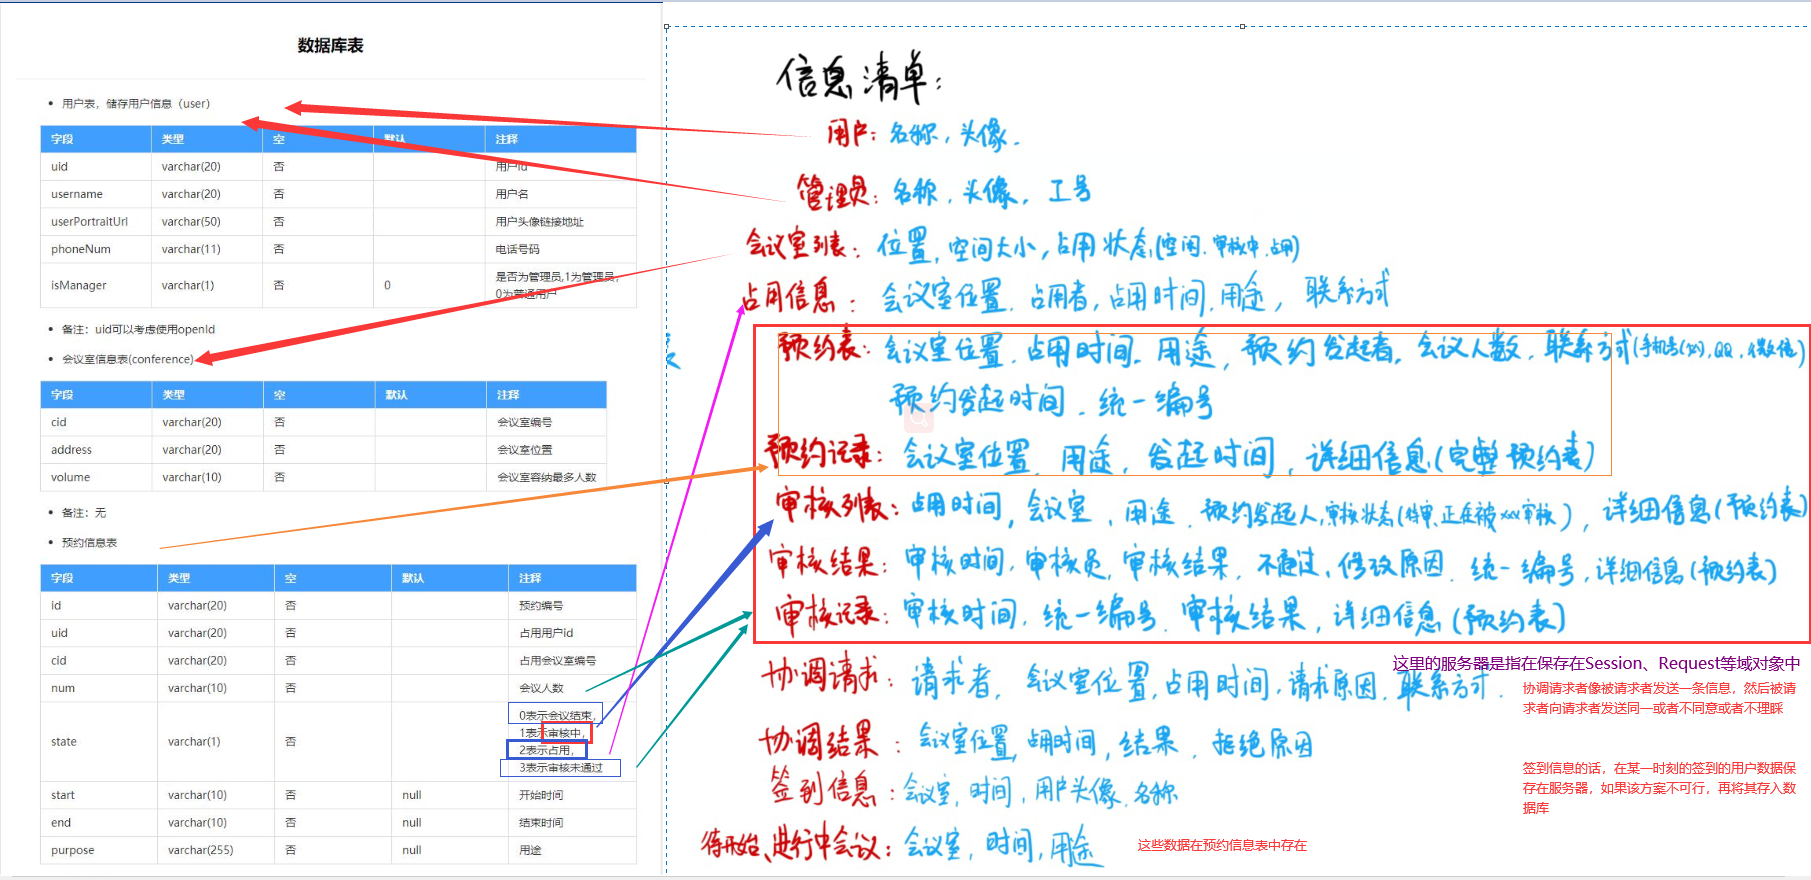 数据库表
用户表，储存用户信息（user）
字段 类型 空 默认 注释
uid varchar(20) 否 用户id
username varchar(20) 否 用户名
userPortraitUrl varchar(50) 否 用户头像链接地址
phoneNum varchar(11) 否 电话号码
isManager varchar(1) 否 0 是否为管理员,1为管理员，
0为普通用户
备注：uid可以考虑使用openId
会议室信息表(conference)
字段 类型 空 默认 注释
cid varchar(20) 否 会议室编号
address varchar(20) 否 会议室位置
volume varchar(10) 否 会议室容纳最多人数
备注：无
预约信息表
字段 类型 空 默认 注释
id varchar(20) 否 预约编号
uid varchar(20) 否 占用用户id
cid varchar(20) 否 占用会议室编号
num varchar(10) 否 会议人数
state varchar(1) 否 0表示会议结束，
1表示审核中，
2表示占用，
3表示审核未通过
start varchar(10) 否 null 开始时间
end varchar(10) 否 null 结束时间
purpose varchar(255) 否 null 用途
信息清单：
用户：名称，头像．
管理员：名称，头像，工号
会议室列表：位置，空间大小，占用状态(空闲．审核中．占用)
占用信息：会议室位置．占用者，占用时间．用途，联系方式
预约表：会议室位置．占用时间．用途，预约发起者．会议人数．联系方式(手机号),QQ，微信)
预约发起时间．统一编号
预约记录：会议室位置．用途，发起时间，详细信息(完整预约表)
审核列表：占用时间，会议室．用途．预约发起人,审核状态(待审、正在被xxx审核)，详细信息(预约表)
审核结果：审核时间，审核员，审核结果．不通过、修改原因．统一编号,详细信息(预约表)
审核记录：审核时间．统一编号．审核结果，详细信息(预约表)
这里的服务器是指在保存在Session、Request等域对象中
协调请求：请求者，会议室位置,占用时间,请求原因．联系方式．
协调请求者像被请求者发送一条信息，然后被请
求者向请求者发送同一或者不同意或者不理睬
协调结果：会议室位置，占用时间，结果．拒绝原因
签到信息：会议室，时间，用户头像．名称
签到信息的话，在某一时刻的签到的用户数据保
存在服务器，如果该方案不可行，再将其存入数
据库
待开始、进行中会议：会议室，时间,用途
这些数据在预约信息表中存在